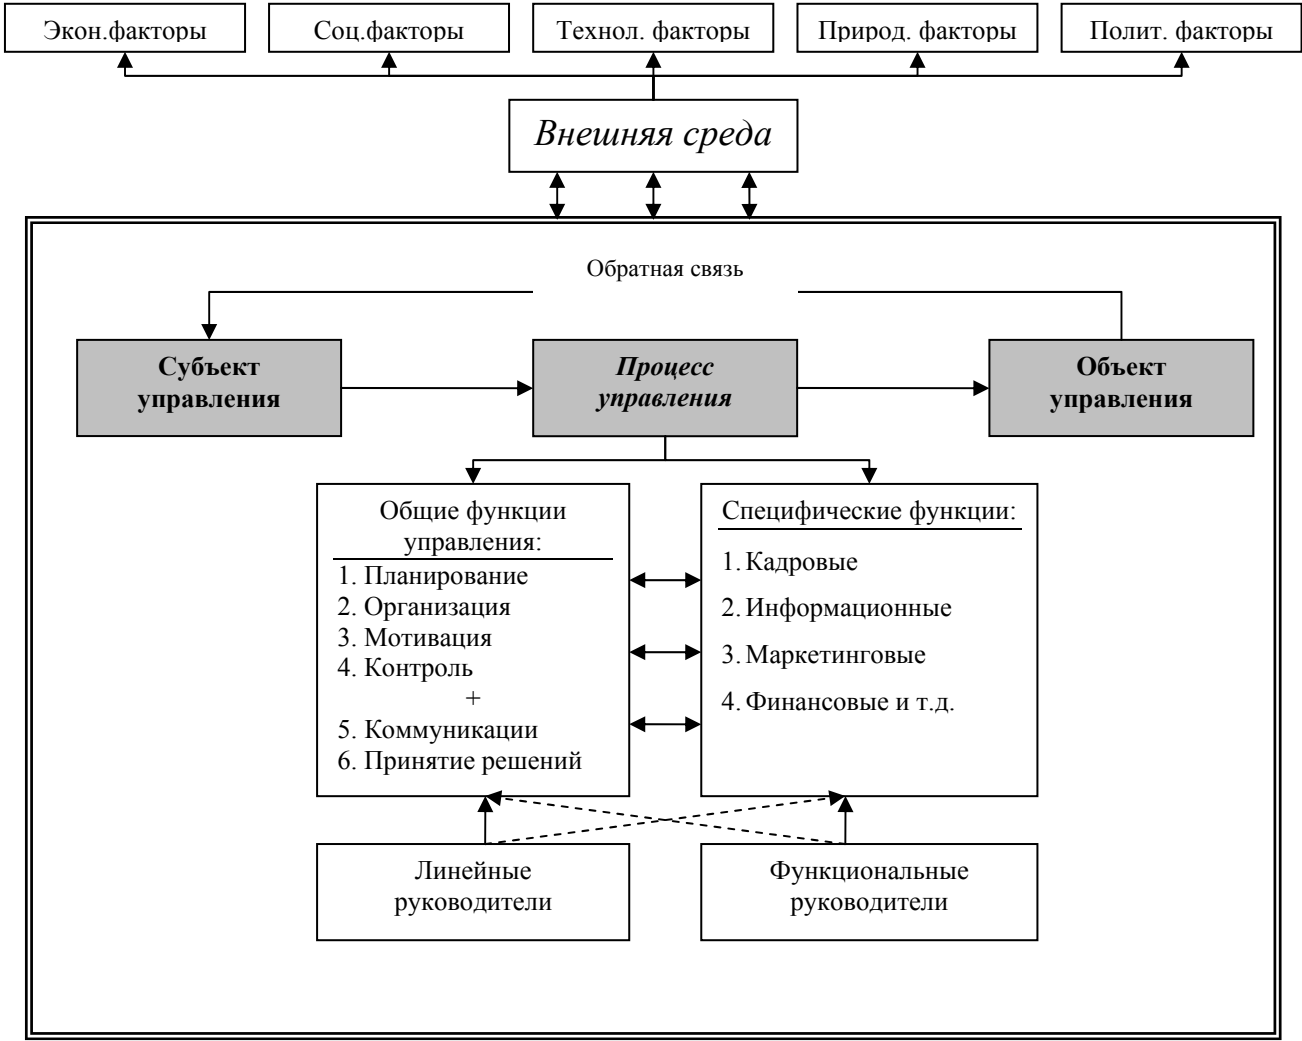 Экон.факторы
Соц.факторы
Технол. факторы
Природ. факторы
Полит. факторы
Внешняя среда
Обратная связь
Субъект
управления
Процесс
управления
Объект
управления
Общие функции
управления:
1. Планирование
2. Организация
3. Мотивация
4. Контроль
+
5. Коммуникации
6. Принятие решений
Специфические функции:
1. Кадровые
2. Информационные
3. Маркетинговые
4. Финансовые и т.д.
Линейные
руководители
Функциональные
руководители